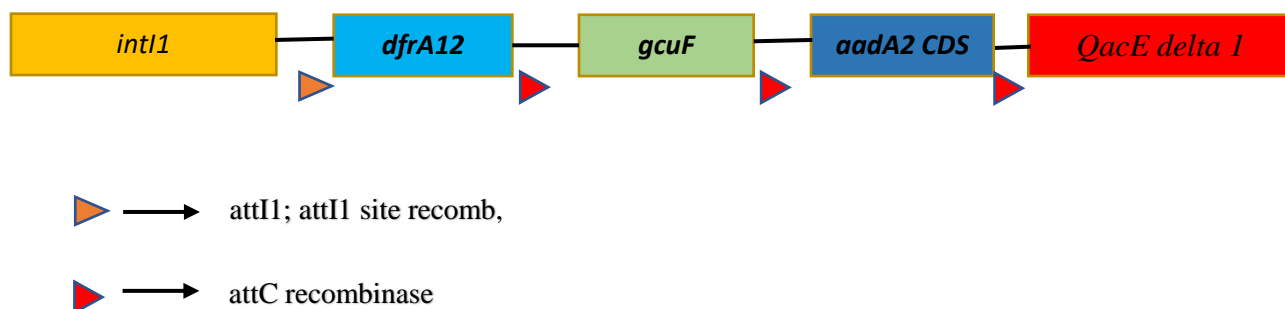 intI1 dfrA12 gcuF aadA2 CDS QacE delta 1
attI1; attI1 site recomb,
attC recombinase